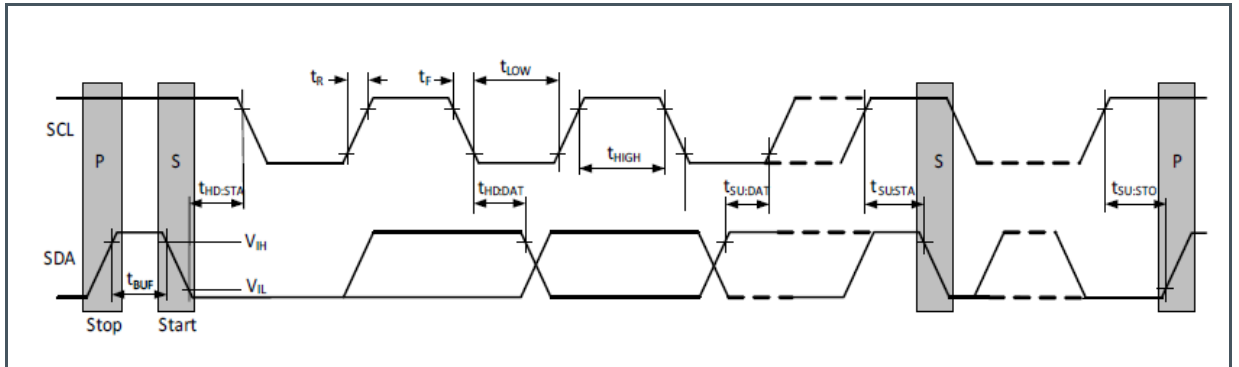 tR
tF
tLOW
SCL
P
S
tHIGH
S
P
tHD:STA
tHD:DAT
tSU:DAT
tSU:STA
tSU:STO
VIH
SDA
tBUF
VIL
Stop
Start